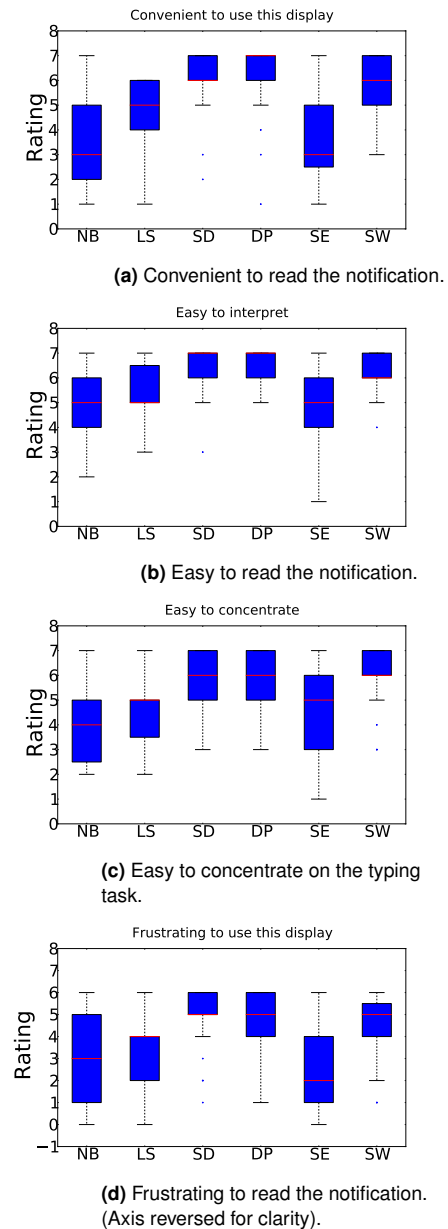 Convenient to use this display
8
7
6
5
4
3
2
1
0
Rating
NB LS SD DP SE SW
(a) Convenient to read the notification.
Easy to interpret
8
7
6
5
4
3
2
1
0
Rating
NB LS SD DP SE SW
(b) Easy to read the notification.
Easy to concentrate
8
7
6
5
4
3
2
1
0
Rating
NB LS SD DP SE SW
(c) Easy to concentrate on the typing
task.
Frustrating to use this display
8
7
6
5
4
3
2
1
0
−1
Rating
NB LS SD DP SE SW
(d) Frustrating to read the notification.
(Axis reversed for clarity).